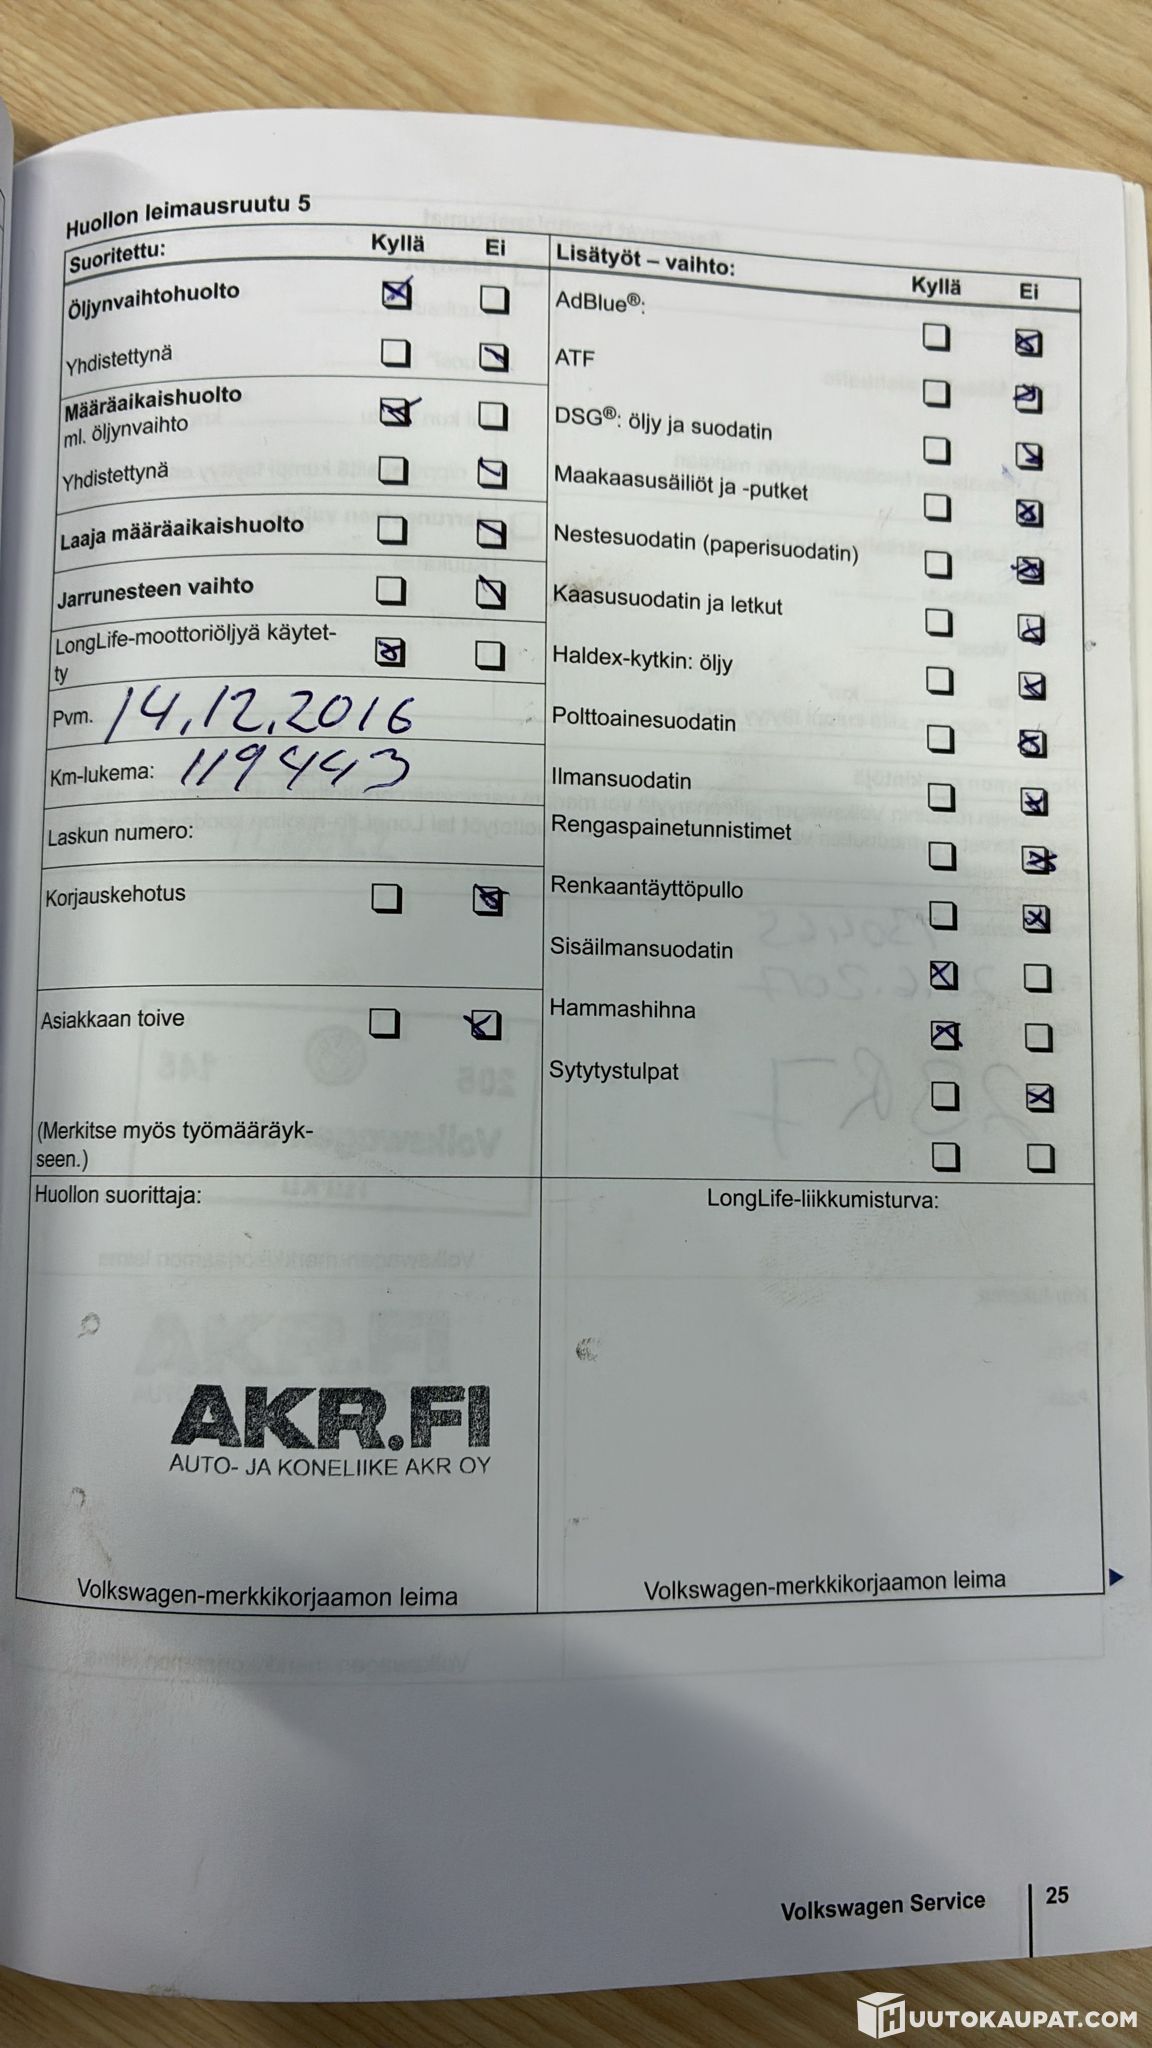 Huollon leimausruutu 5
Suoritettu: Kyllä Ei
Öljynvaihtohuolto
Yhdistettynä
Määräaikaishuolto
ml. öljynvaihto
Yhdistettynä
Laaja määräaikaishuolto
Jarrunesteen vaihto
LongLife-moottoriöljyä käytet-
ty
Pvm. 14.12.2016
Km-lukema: 119443
Laskun numero:
Korjauskehotus
Asiakkaan toive
(Merkitse myös työmääräyk-
seen.)
Lisätyöt – vaihto: Kyllä Ei
AdBlue®:
ATF
DSG®: öljy ja suodatin
Maakaasusäiliöt ja -putket
Nestesuodatin (paperisuodatin)
Kaasusuodatin ja letkut
Haldex-kytkin: öljy
Polttoainesuodatin
Ilmansuodatin
Rengaspainetunnistimet
Renkaantäyttöpullo
Sisäilmansuodatin
Hammashihna
Sytytystulpat
Huollon suorittaja:
AKR.FI
AUTO- JA KONELIIKE AKR OY
Volkswagen-merkkikorjaamon leima
LongLife-liikkumisturva:
Volkswagen-merkkikorjaamon leima
Volkswagen Service 25
HUUTOKAUPAT.COM